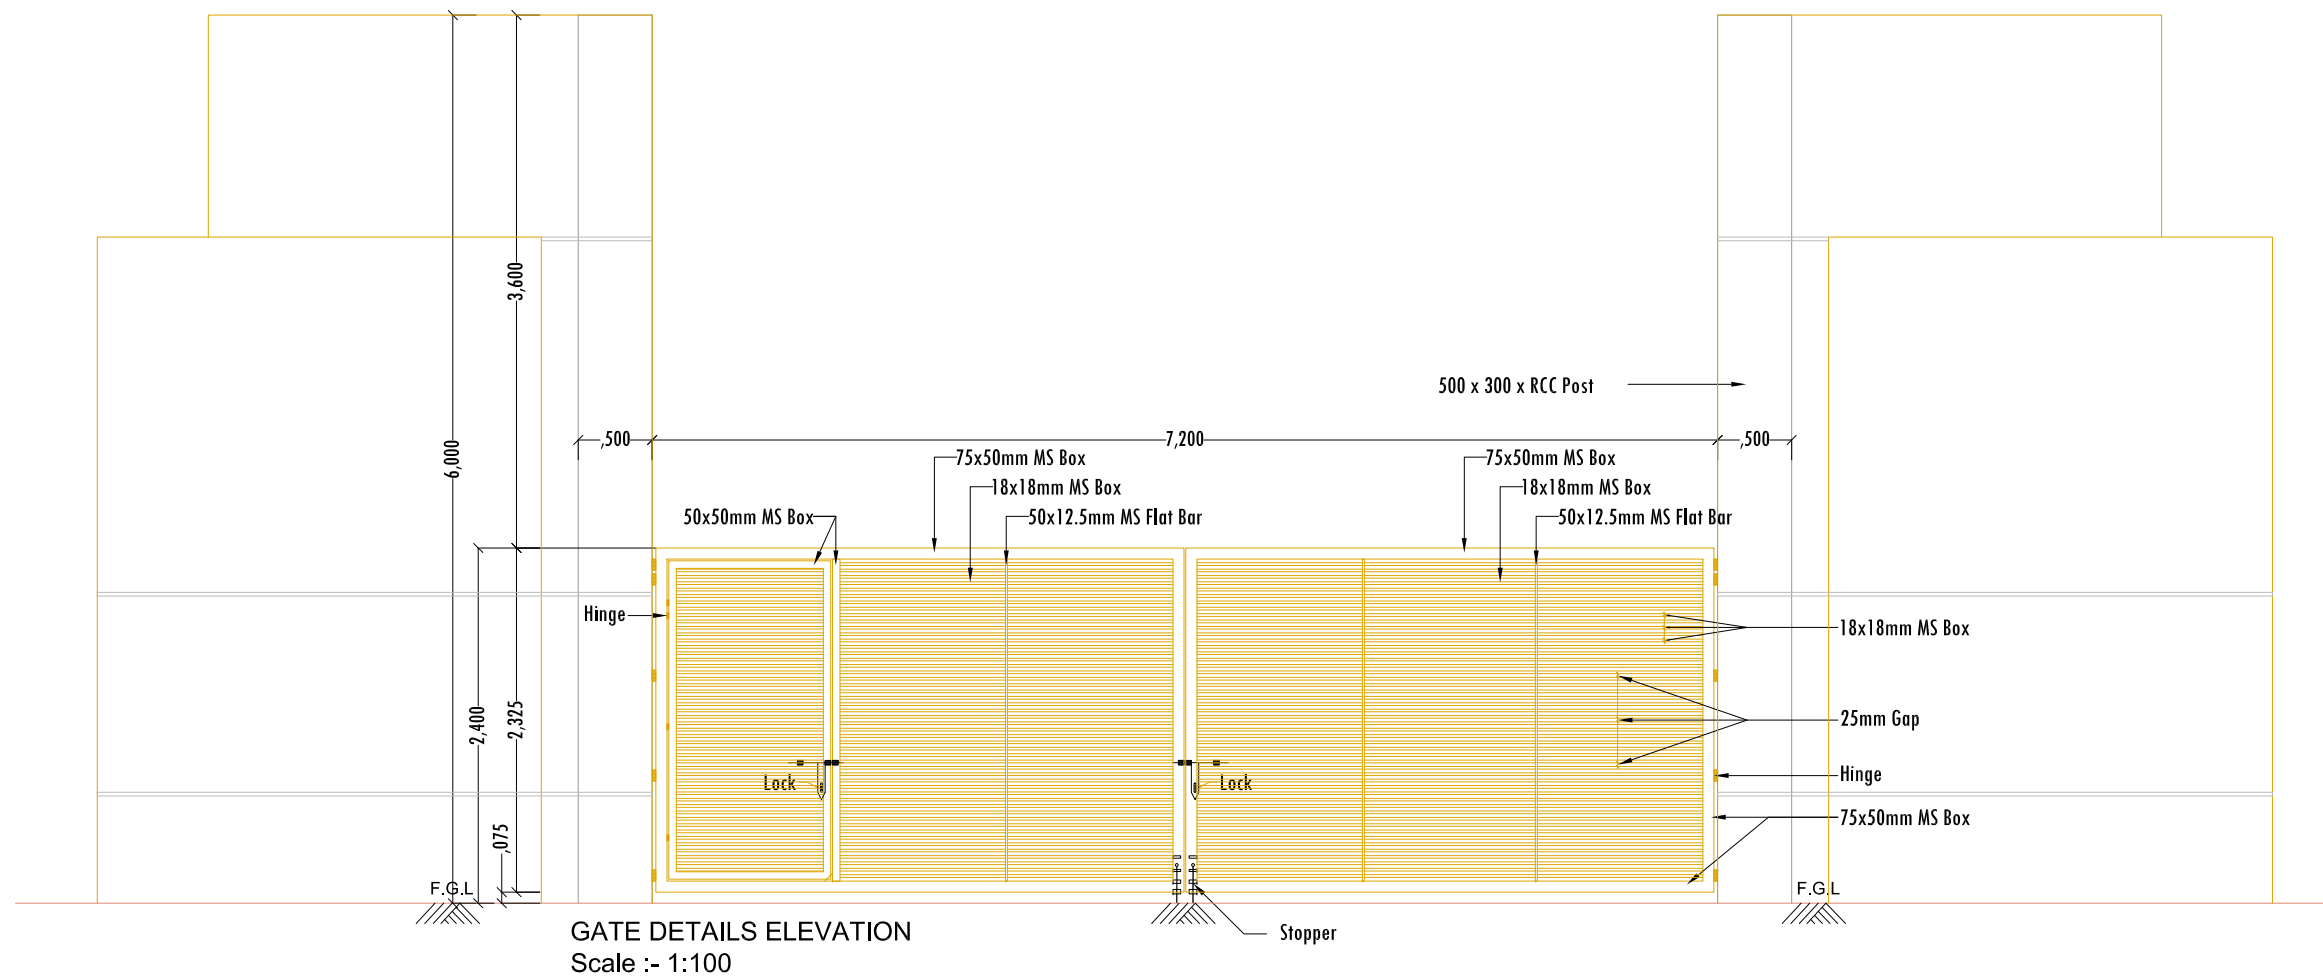 3,600
6,000
500 x 300 x RCC Post
,500
7,200
,500
75x50mm MS Box
75x50mm MS Box
18x18mm MS Box
18x18mm MS Box
50x50mm MS Box
50x12.5mm MS Flat Bar
50x12.5mm MS Flat Bar
Hinge
18x18mm MS Box
2,400
2,325
25mm Gap
Lock
Lock
Hinge
75x50mm MS Box
,075
F.G.L
F.G.L
GATE DETAILS ELEVATION
Stopper
Scale :- 1:100